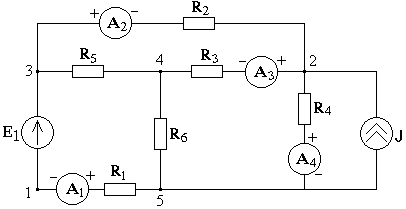 + A2 - R2
3 R5 4 R3 - A3 + 2
E1 R6 R4 J
+ A4 -
1 - A1 + R1 5